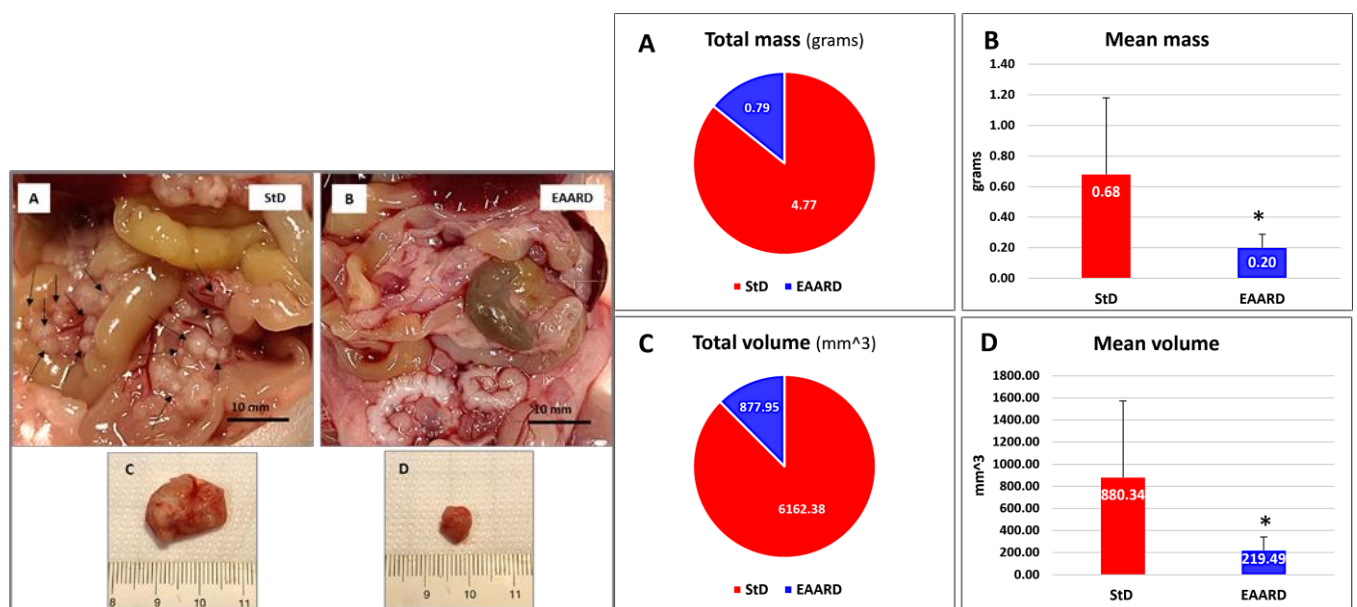 A
StD
10 mm
B
EAARD
10 mm
C
8 9 10 11
D
9 10 11
A
Total mass (grams)
0.79
4.77
StD EAARD
B
Mean mass
1.40
1.20
1.00
0.80
0.60
0.40
0.20
0.00
grams
0.68
*
0.20
StD EAARD
C
Total volume (mm^3)
877.95
6162.38
StD EAARD
D
Mean volume
1800.00
1600.00
1400.00
1200.00
1000.00
800.00
600.00
400.00
200.00
0.00
mm^3
880.34
*
219.49
StD EAARD